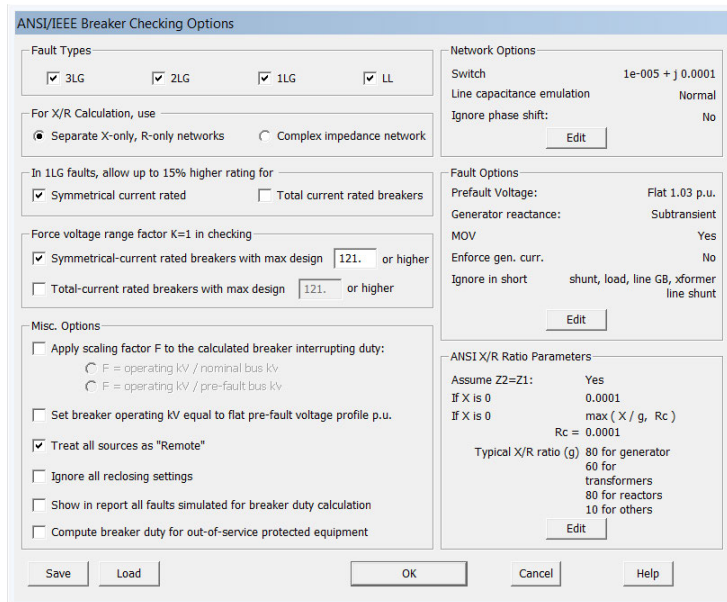 ANSI/IEEE Breaker Checking Options
Fault Types
3LG 2LG 1LG LL
For X/R Calculation, use
Separate X-only, R-only networks Complex impedance network
In 1LG faults, allow up to 15% higher rating for
Symmetrical current rated Total current rated breakers
Force voltage range factor K=1 in checking
Symmetrical-current rated breakers with max design 121. or higher
Total-current rated breakers with max design 121. or higher
Misc. Options
Apply scaling factor F to the calculated breaker interrupting duty:
F = operating kV / nominal bus kv
F = operating kV / pre-fault bus kv
Set breaker operating kV equal to flat pre-fault voltage profile p.u.
Treat all sources as "Remote"
Ignore all reclosing settings
Show in report all faults simulated for breaker duty calculation
Compute breaker duty for out-of-service protected equipment
Network Options
Switch 1e-005 + j 0.0001
Line capacitance emulation Normal
Ignore phase shift: No
Edit
Fault Options
Prefault Voltage: Flat 1.03 p.u.
Generator reactance: Subtransient
MOV Yes
Enforce gen. curr. No
Ignore in short shunt, load, line GB, xformer
line shunt
Edit
ANSI X/R Ratio Parameters
Assume Z2=Z1: Yes
If X is 0 0.0001
If X is 0 max ( X / g, Rc )
Rc = 0.0001
Typical X/R ratio (g) 80 for generator
60 for
transformers
80 for reactors
10 for others
Edit
Save Load OK Cancel Help